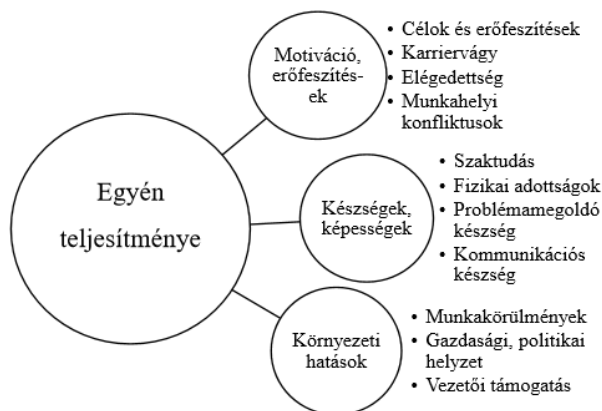 Egyén
teljesítménye
Motiváció,
erőfeszítés-
ek
• Célok és erőfeszítések
• Karriervágy
• Elégedettség
• Munkahelyi
konfliktusok
Készségek,
képességek
• Szaktudás
• Fizikai adottságok
• Problémamegoldó
készség
• Kommunikációs
készség
Környezeti
hatások
• Munkakörülmények
• Gazdasági, politikai
helyzet
• Vezetői támogatás